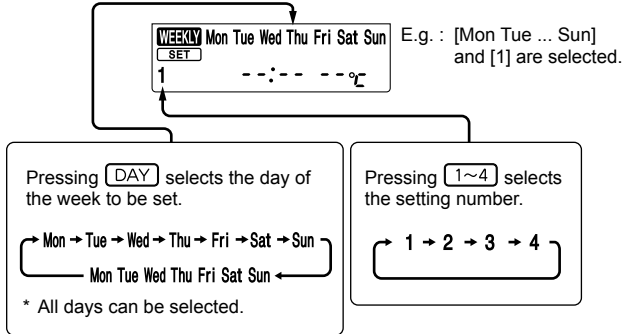 WEEKLY Mon Tue Wed Thu Fri Sat Sun
SET
1 --:-- --°C
E.g. : [Mon Tue ... Sun]
and [1] are selected.
Pressing DAY selects the day of
the week to be set.
Mon → Tue → Wed → Thu → Fri → Sat → Sun
Mon Tue Wed Thu Fri Sat Sun
* All days can be selected.
Pressing 1~4 selects
the setting number.
1 → 2 → 3 → 4